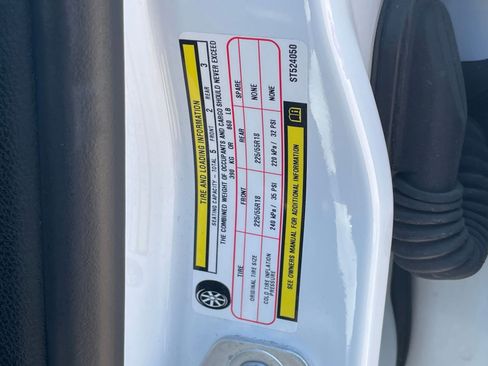 TIRE AND LOADING INFORMATION
SEATING CAPACITY - TOTAL 5 FRONT 2 REAR 3
THE COMBINED WEIGHT OF OCCUPANTS AND CARGO SHOULD NEVER EXCEED
390 KG OR 860 LB
TIRE FRONT REAR SPARE
ORIGINAL TIRE SIZE 225/55R18 225/55R18 NONE
COLD TIRE INFLATION PRESSURE 240 kPa / 35 PSI 220 kPa / 32 PSI NONE
SEE OWNERS MANUAL FOR ADDITIONAL INFORMATION
ST524050